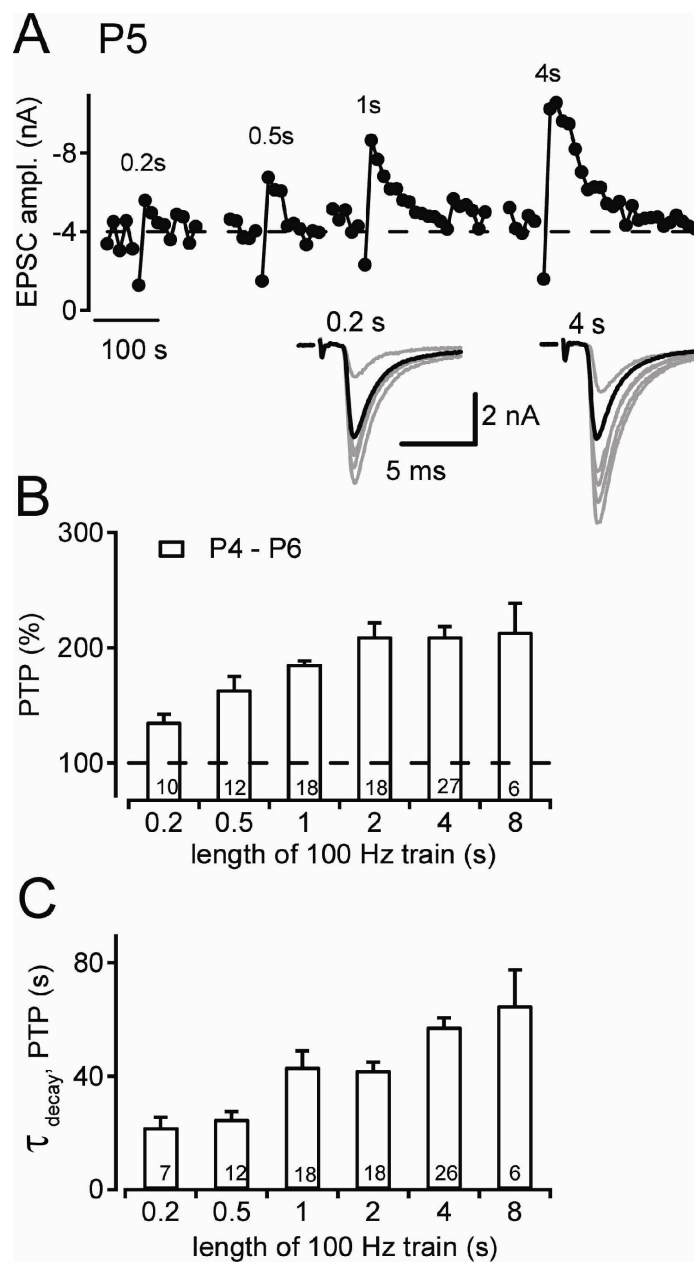 A P5
EPSC ampl. (nA)
-8
-4
0
0.2s
0.5s
1s
4s
100 s
0.2 s
4 s
2 nA
5 ms
B
PTP (%)
300
200
100
P4 - P6
10 12 18 18 27 6
0.2 0.5 1 2 4 8
length of 100 Hz train (s)
C
τ decay, PTP (s)
80
40
0
7 12 18 18 26 6
0.2 0.5 1 2 4 8
length of 100 Hz train (s)